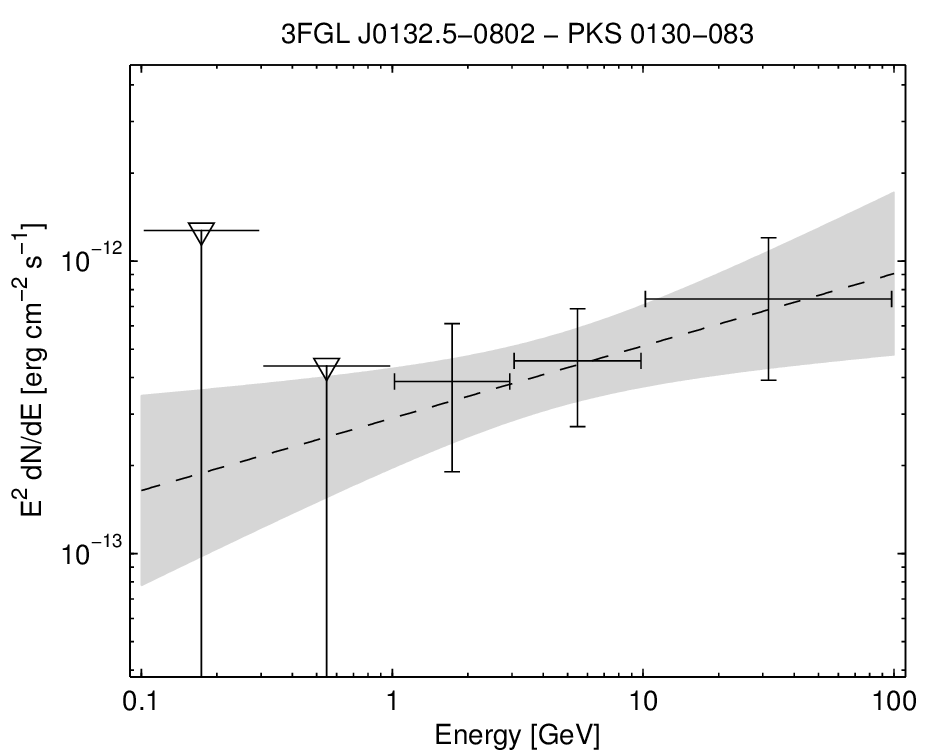 3FGL J0132.5−0802 − PKS 0130−083
E² dN/dE [erg cm⁻² s⁻¹]
10⁻¹²
10⁻¹³
0.1 1 10 100
Energy [GeV]